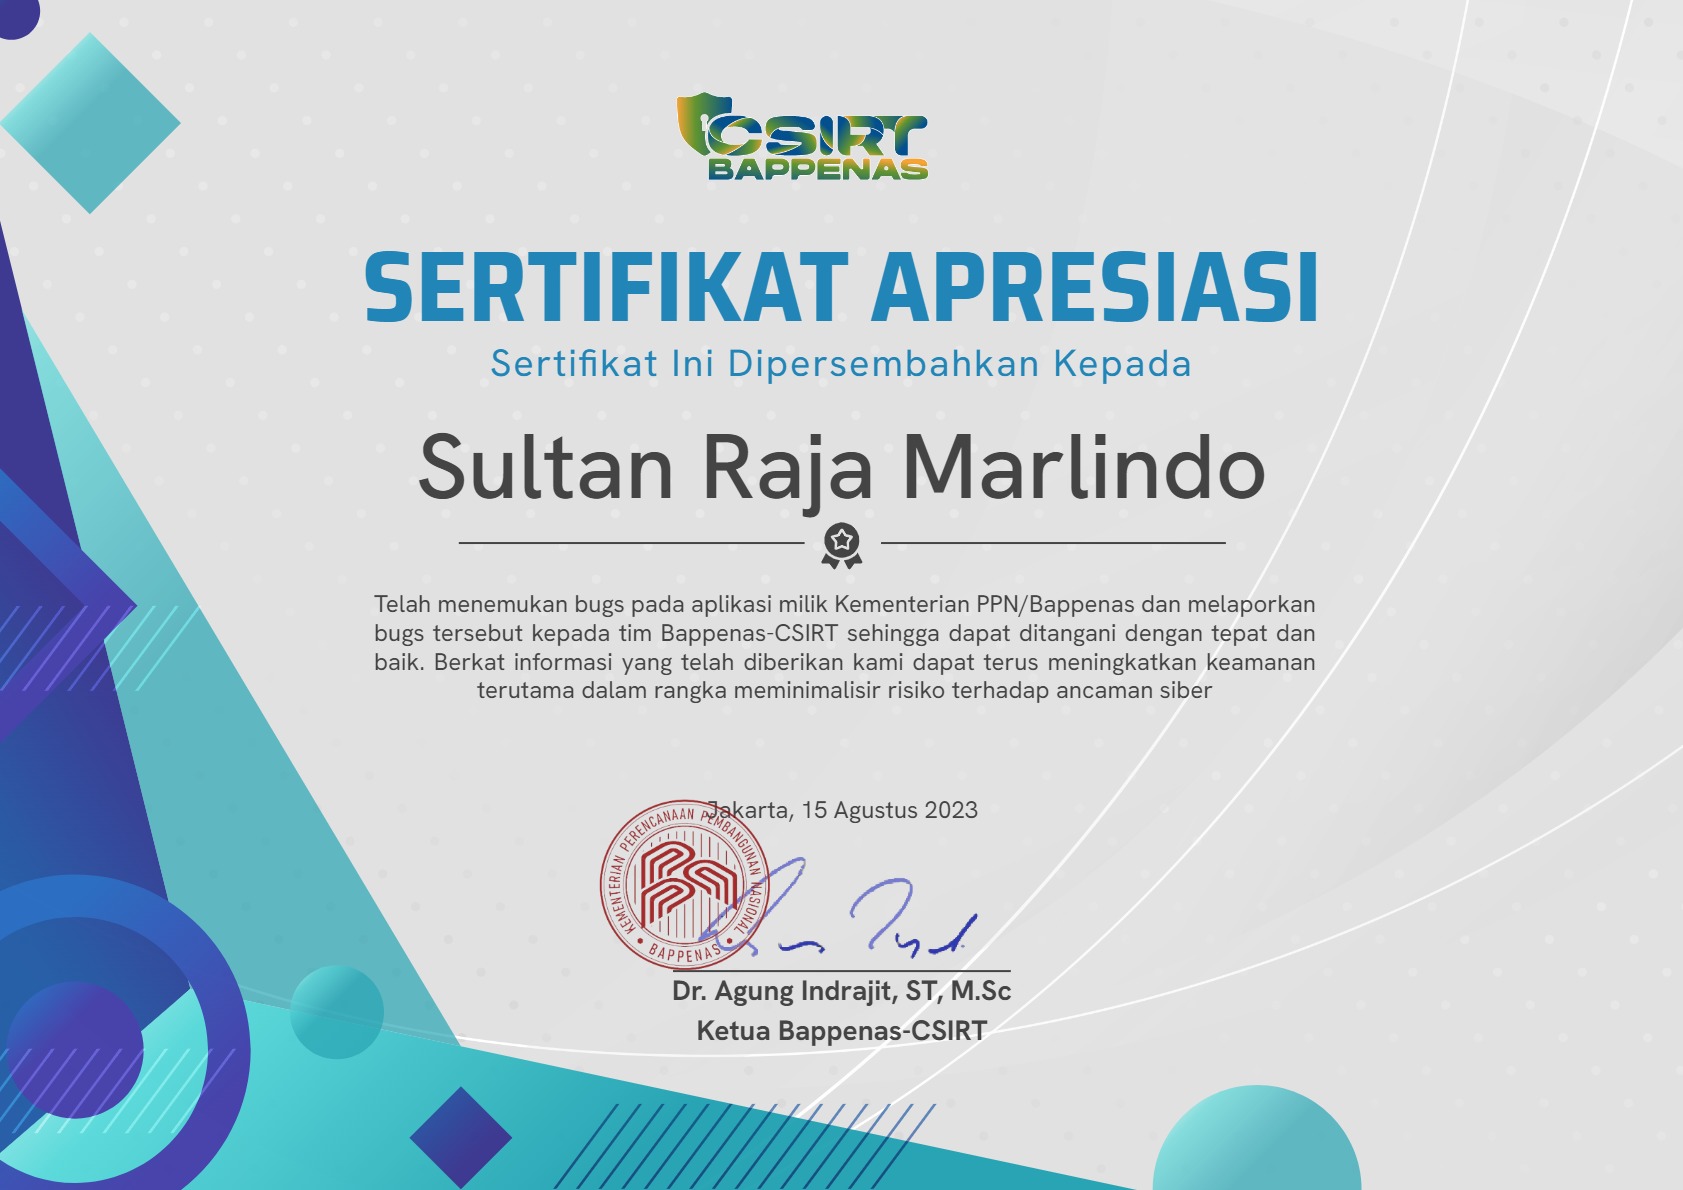 CSIRT
BAPPENAS
SERTIFIKAT APRESIASI
Sertifikat Ini Dipersembahkan Kepada
Sultan Raja Marlindo
Telah menemukan bugs pada aplikasi milik Kementerian PPN/Bappenas dan melaporkan
bugs tersebut kepada tim Bappenas-CSIRT sehingga dapat ditangani dengan tepat dan
baik. Berkat informasi yang telah diberikan kami dapat terus meningkatkan keamanan
terutama dalam rangka meminimalisir risiko terhadap ancaman siber
Jakarta, 15 Agustus 2023
KEMENTERIAN PERENCANAAN PEMBANGUNAN NASIONAL
• BAPPENAS •
Dr. Agung Indrajit, ST, M.Sc
Ketua Bappenas-CSIRT